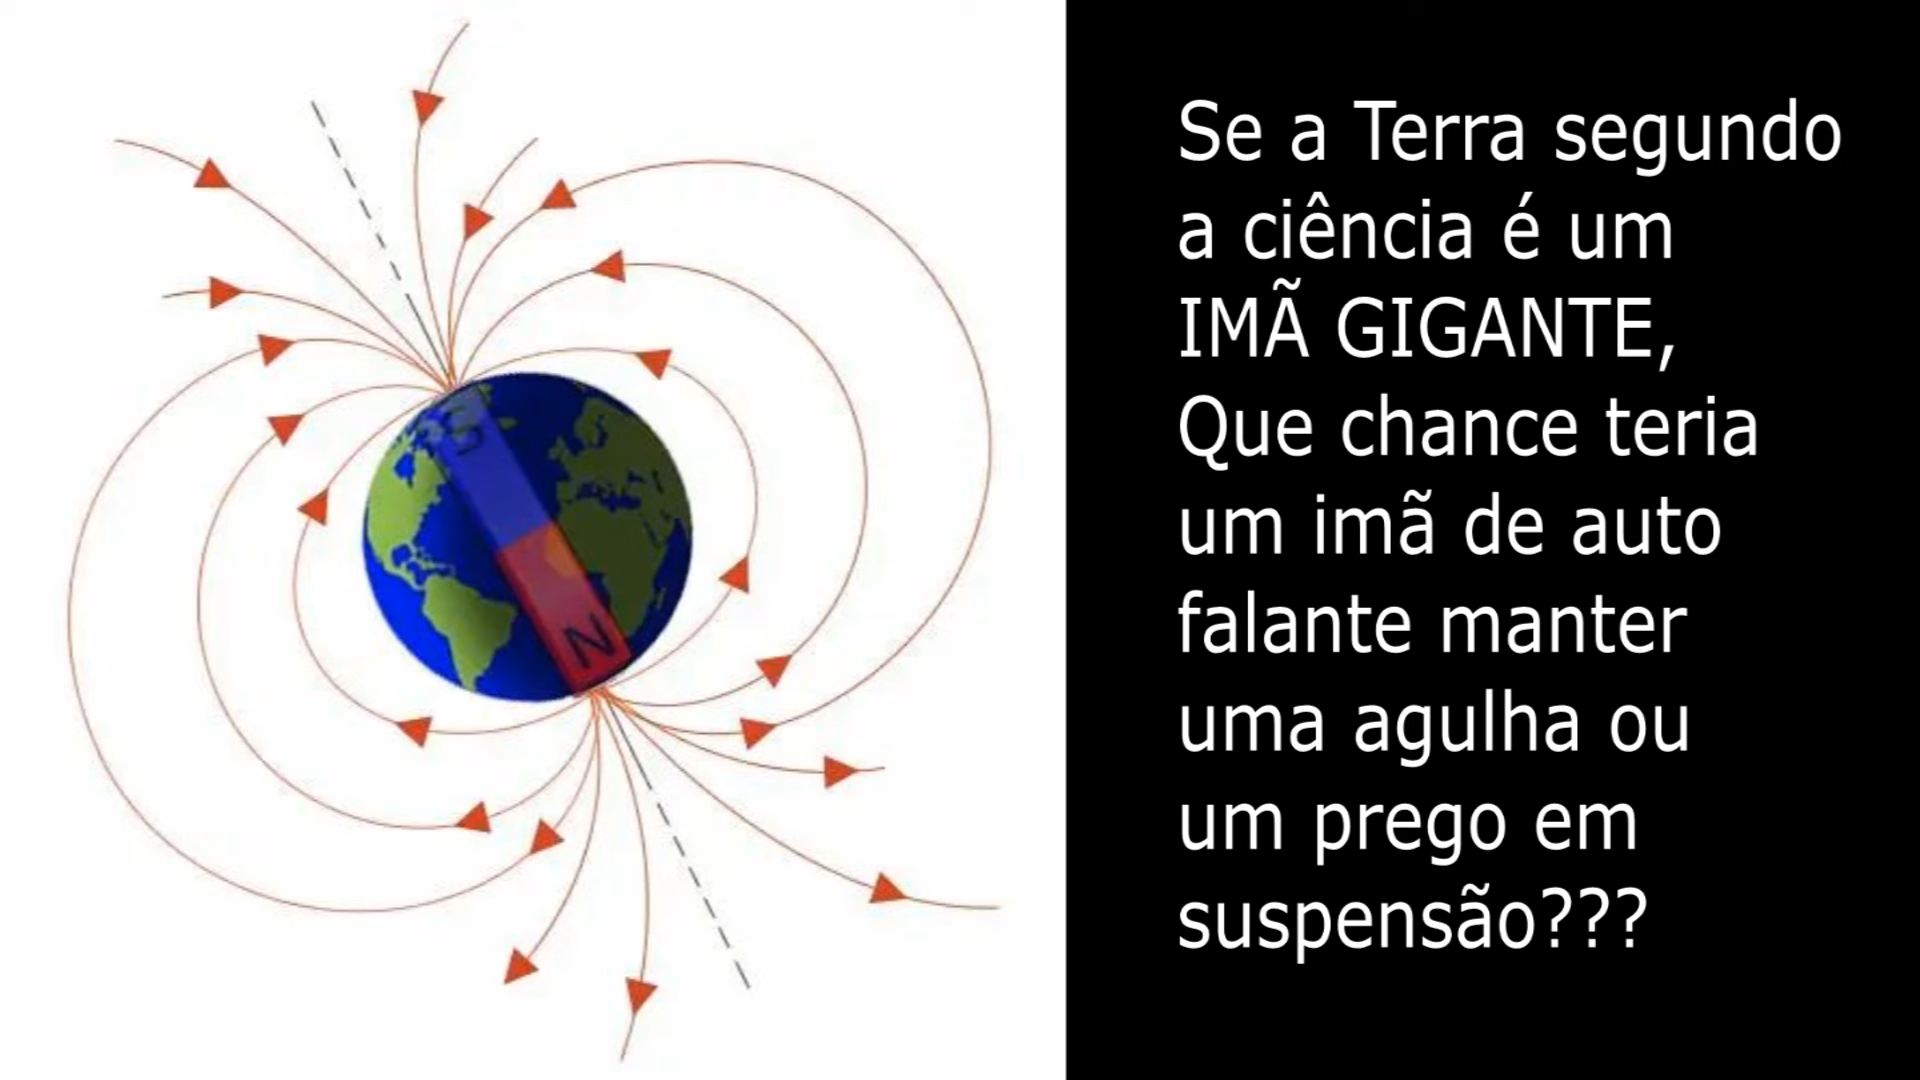 S
N
Se a Terra segundo
a ciência é um
IMÃ GIGANTE,
Que chance teria
um imã de auto
falante manter
uma agulha ou
um prego em
suspensão???